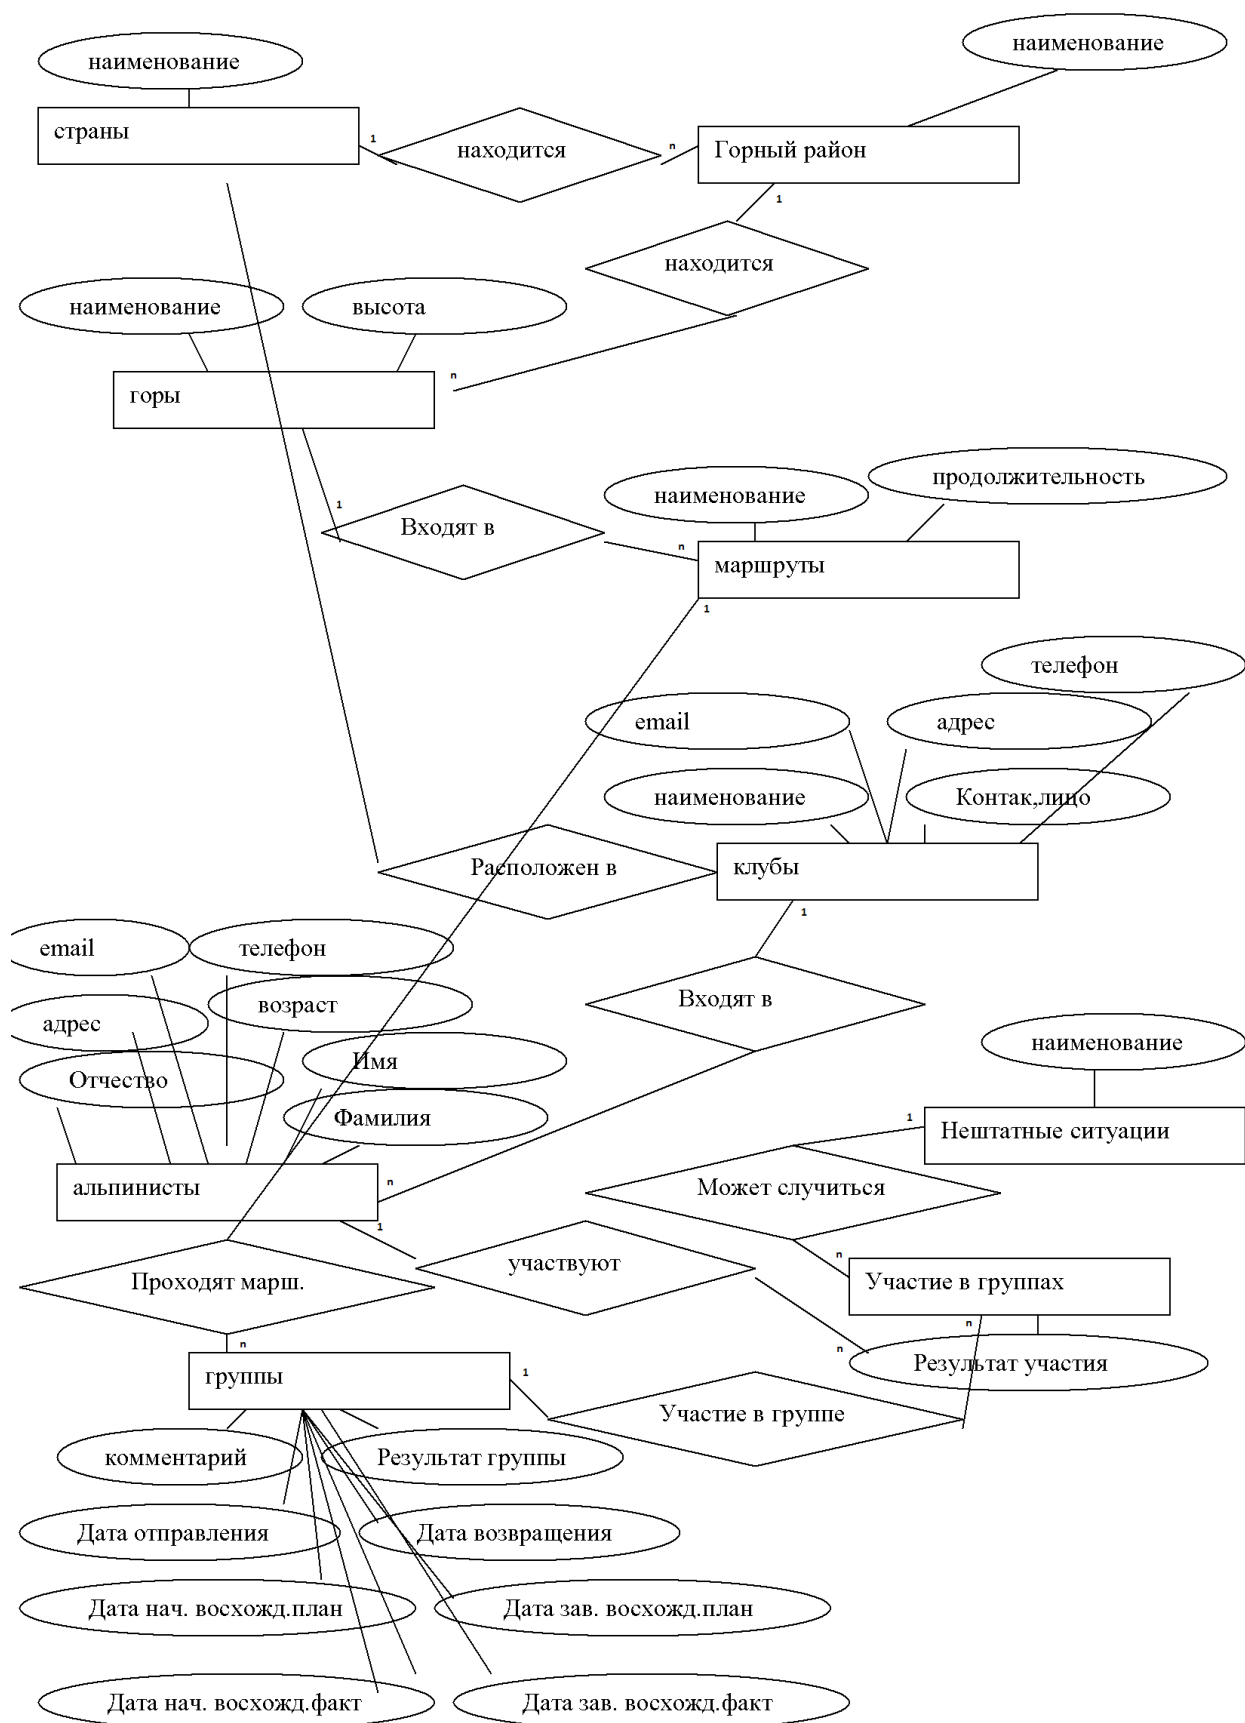 наименование
наименование
страны
1
находится
n
Горный район
1
находится
наименование
высота
n
горы
1
Входят в
n
наименование
продолжительность
маршруты
1
телефон
email
адрес
наименование
Контак,лицо
Расположен в
клубы
1
email
телефон
адрес
возраст
Входят в
Отчество
Имя
наименование
Фамилия
1
Нештатные ситуации
альпинисты
n
Может случиться
1
участвуют
n
Участие в группах
Проходят марш.
n
n
n
Результат участия
группы
1
Участие в группе
комментарий
Результат группы
Дата отправления
Дата возвращения
Дата нач. восхожд.план
Дата зав. восхожд.план
Дата нач. восхожд.факт
Дата зав. восхожд.факт